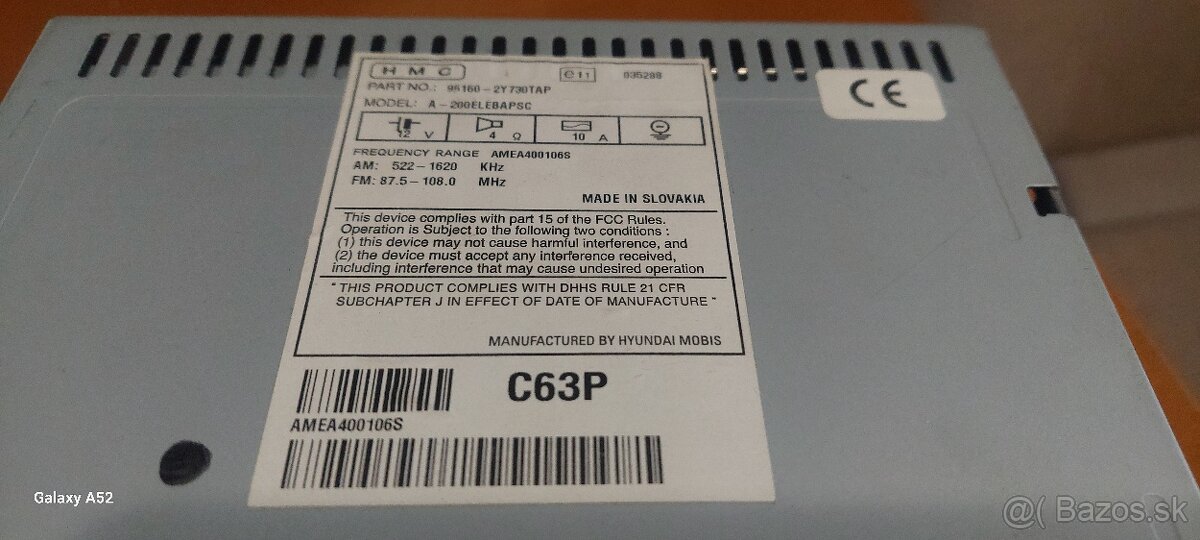 HMC e11 035288
PART NO.: 96160-2Y730TAP
MODEL: A-200ELEBAPSC
12 V 4 Ω 10 A
FREQUENCY RANGE AMEA400106S
AM: 522-1620 KHz
FM: 87.5-108.0 MHz
MADE IN SLOVAKIA
This device complies with part 15 of the FCC Rules.
Operation is Subject to the following two conditions :
(1) this device may not cause harmful interference, and
(2) the device must accept any interference received,
including interference that may cause undesired operation
"THIS PRODUCT COMPLIES WITH DHHS RULE 21 CFR
SUBCHAPTER J IN EFFECT OF DATE OF MANUFACTURE"
MANUFACTURED BY HYUNDAI MOBIS
C63P
AMEA400106S
CE
Galaxy A52
@( Bazos.sk